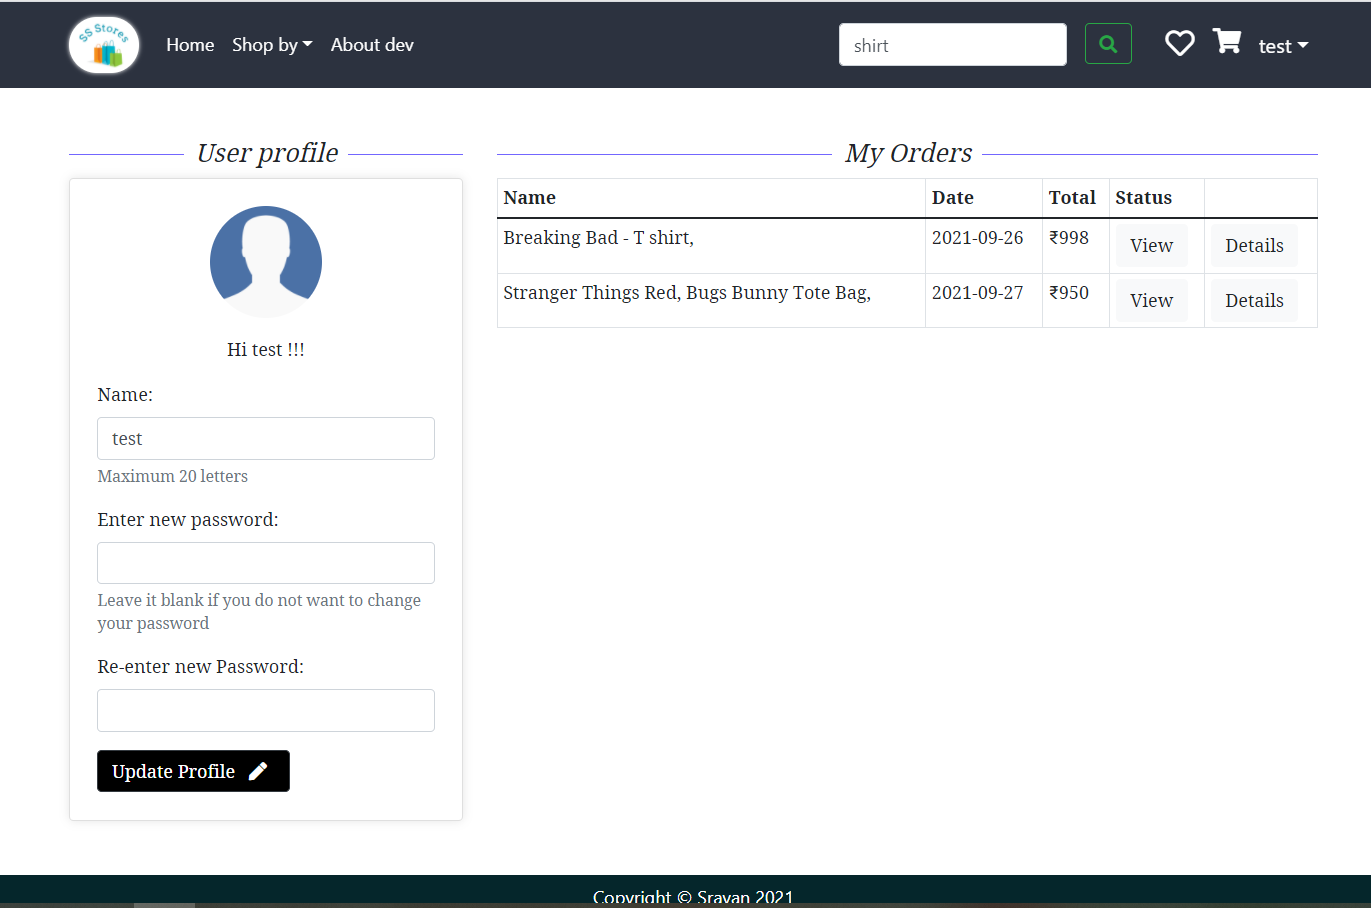 SS Stores
Home Shop by About dev shirt test
User profile
Hi test !!!
Name:
test
Maximum 20 letters
Enter new password:
Leave it blank if you do not want to change
your password
Re-enter new Password:
Update Profile
My Orders
Name Date Total Status
Breaking Bad - T shirt, 2021-09-26 ₹998 View Details
Stranger Things Red, Bugs Bunny Tote Bag, 2021-09-27 ₹950 View Details
Copyright © Sravan 2021